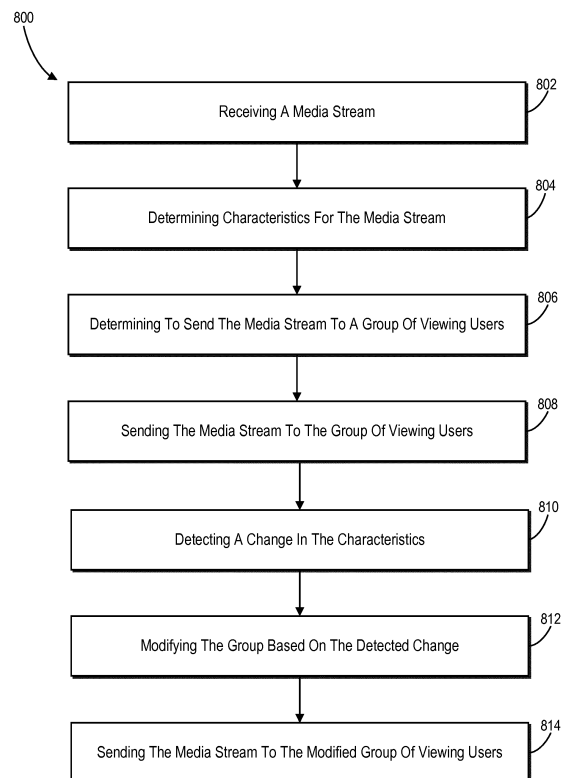 800
802
Receiving A Media Stream
804
Determining Characteristics For The Media Stream
806
Determining To Send The Media Stream To A Group Of Viewing Users
808
Sending The Media Stream To The Group Of Viewing Users
810
Detecting A Change In The Characteristics
812
Modifying The Group Based On The Detected Change
814
Sending The Media Stream To The Modified Group Of Viewing Users